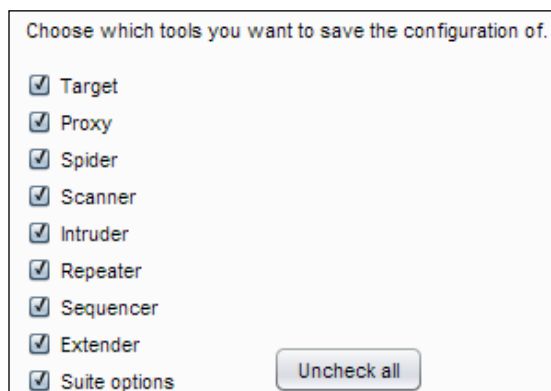 Choose which tools you want to save the configuration of.
Target
Proxy
Spider
Scanner
Intruder
Repeater
Sequencer
Extender
Suite options
Uncheck all